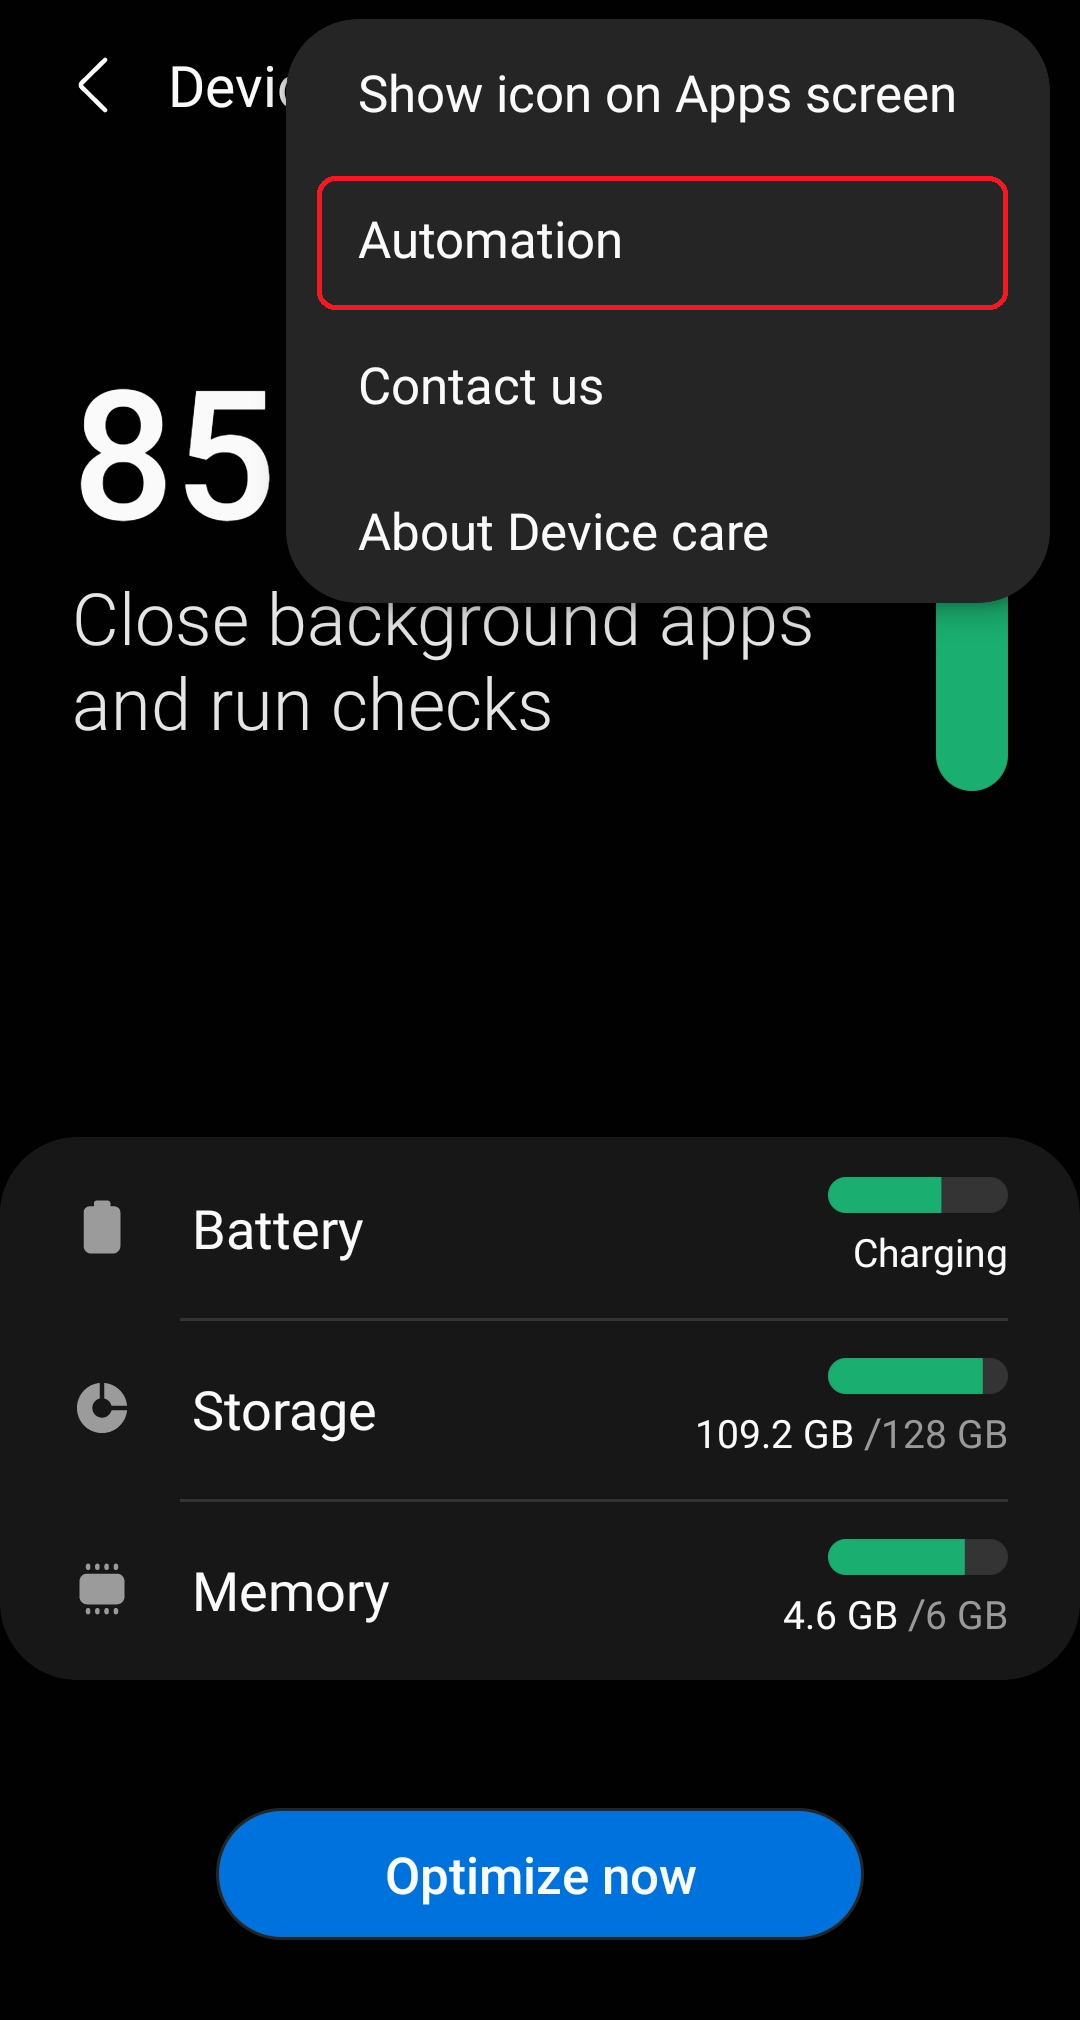 Show icon on Apps screen
Automation
Contact us
About Device care
85
Close background apps
and run checks
Battery
Charging
Storage
109.2 GB /128 GB
Memory
4.6 GB /6 GB
Optimize now